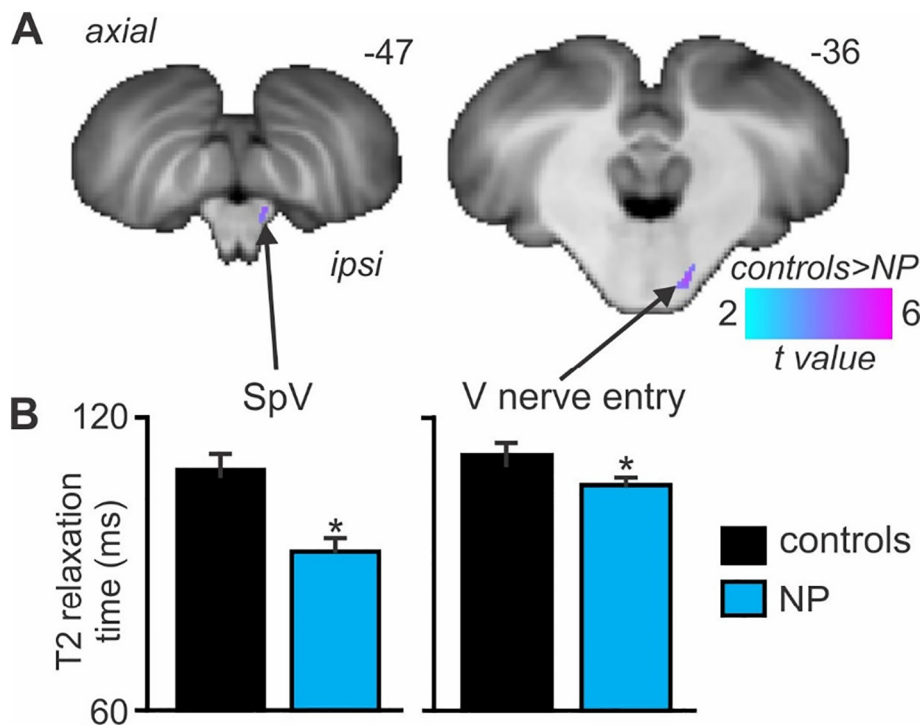 A
axial
-47
-36
ipsi
controls>NP
2
6
t value
SpV
V nerve entry
B
120
T2 relaxation
time (ms)
60
*
*
controls
NP